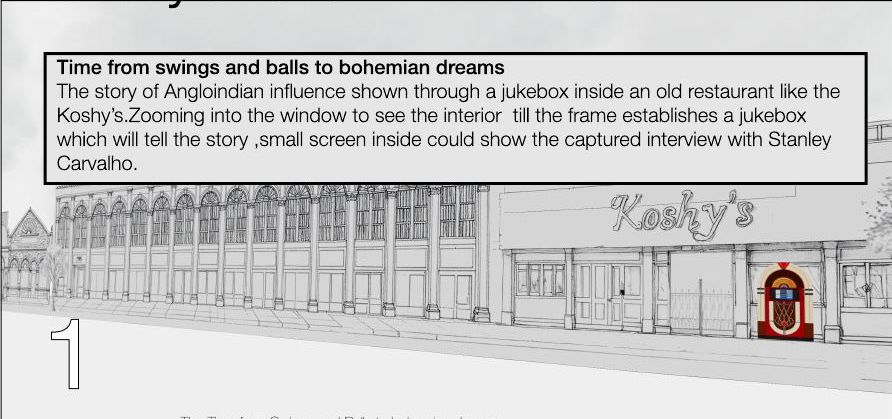 Time from swings and balls to bohemian dreams
The story of Angloindian influence shown through a jukebox inside an old restaurant like the
Koshy's.Zooming into the window to see the interior till the frame establishes a jukebox
which will tell the story ,small screen inside could show the captured interview with Stanley
Carvalho.
Koshy's
1